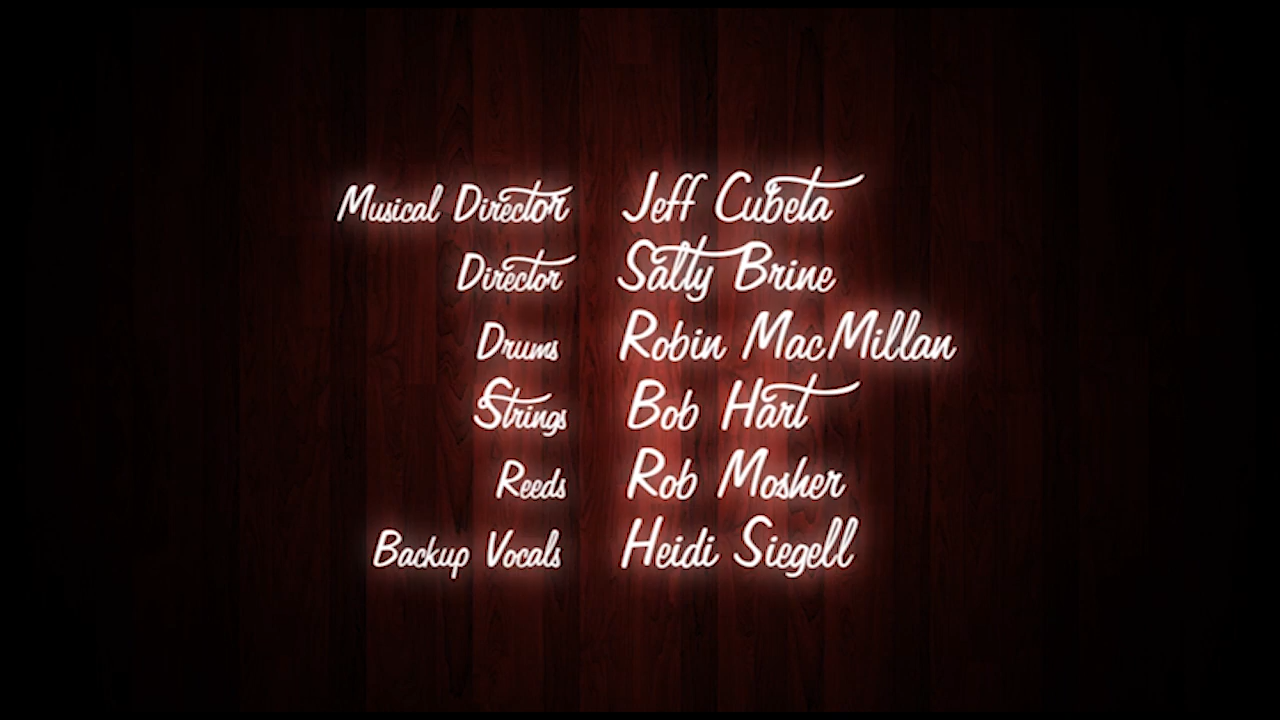 Musical Director Jeff Cubeta
Director Salty Brine
Drums Robin MacMillan
Strings Bob Hart
Reeds Rob Mosher
Backup Vocals Heidi Siegell